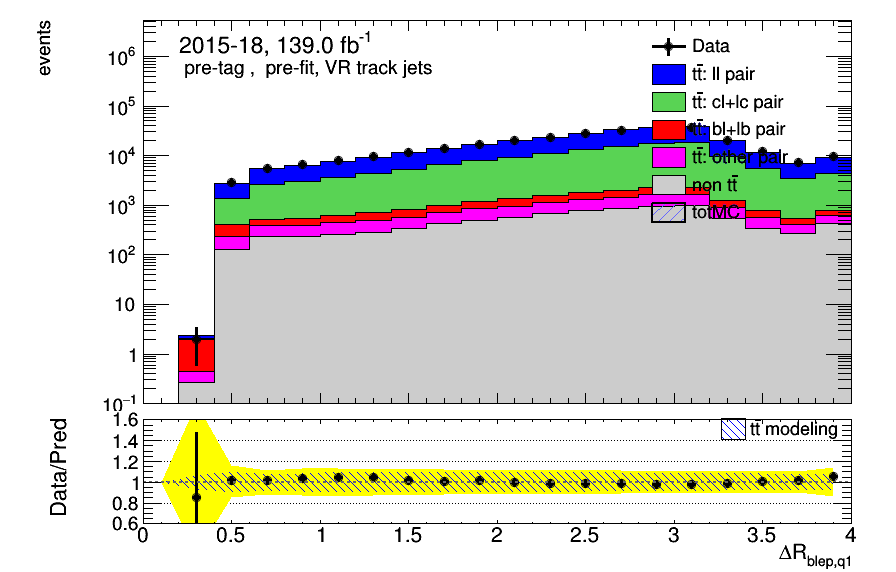 events
2015-18, 139.0 fb⁻¹
pre-tag , pre-fit, VR track jets
Data
tt̄: ll pair
tt̄: cl+lc pair
tt̄: bl+lb pair
tt̄: other pair
non tt̄
totMC
10⁶
10⁵
10⁴
10³
10²
10
1
10⁻¹
Data/Pred
1.6
1.4
1.2
1
0.8
0.6
tt̄ modeling
0 0.5 1 1.5 2 2.5 3 3.5 4
ΔR_blep,q1